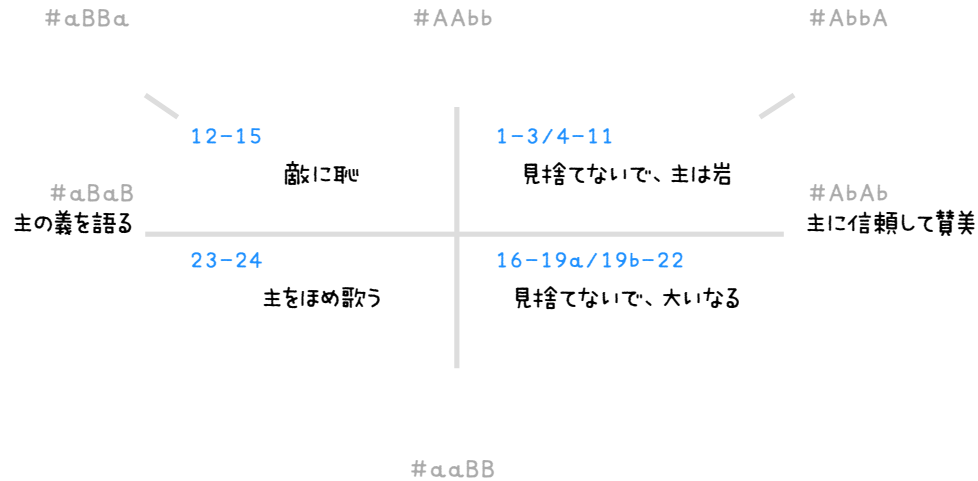 #aBBa
#AAbb
#AbbA
12-15
1-3/4-11
敵に恥
見捨てないで、主は岩
#aBaB
#AbAb
主の義を語る
主に信頼して賛美
23-24
16-19a/19b-22
主をほめ歌う
見捨てないで、大いなる
#aaBB